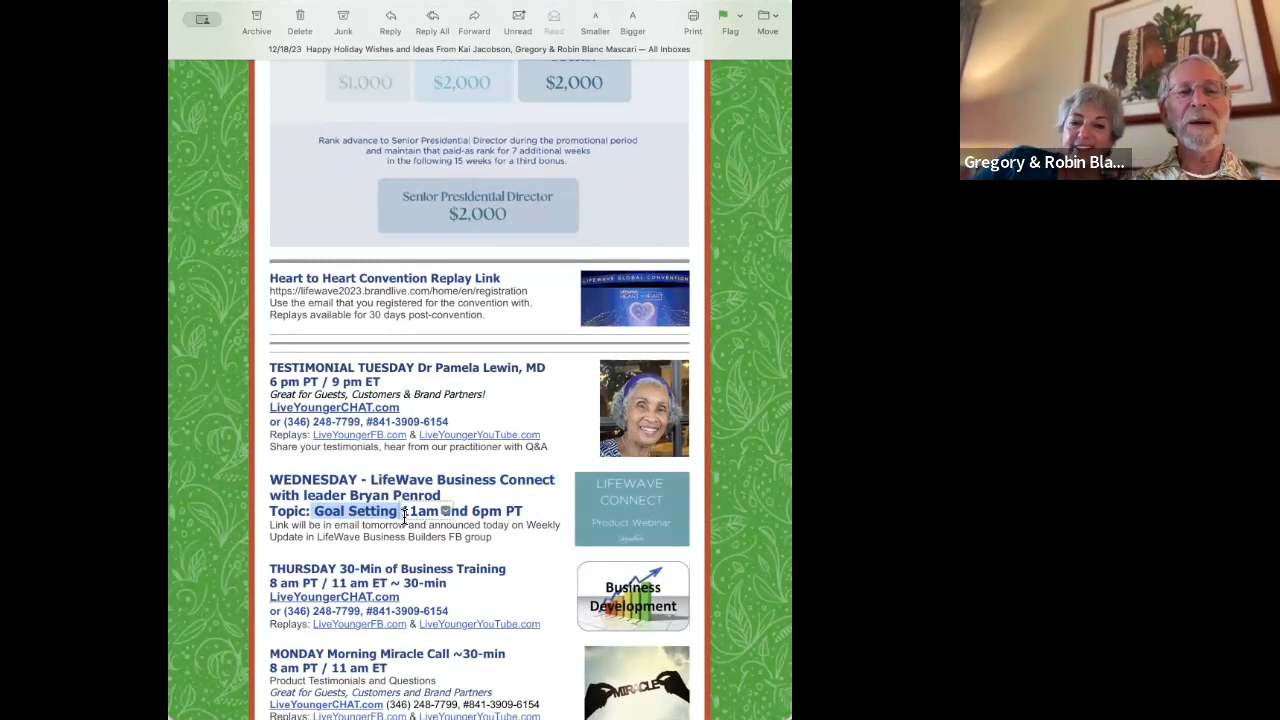 Archive Delete Junk Reply Reply All Forward Unread Read Smaller Bigger Print Flag Move
12/18/23 Happy Holiday Wishes and Ideas From Kai Jacobson, Gregory & Robin Blanc Mascari — All Inboxes
$1,000 $2,000 $2,000
Rank advance to Senior Presidential Director during the promotional period
and maintain that paid-as rank for 7 additional weeks
in the following 15 weeks for a third bonus.
Senior Presidential Director
$2,000
Heart to Heart Convention Replay Link
https://lifewave2023.brandlive.com/home/en/registration
Use the email that you registered for the convention with.
Replays available for 30 days post-convention.
LIFEWAVE GLOBAL CONVENTION
HEART TO HEART
TESTIMONIAL TUESDAY Dr Pamela Lewin, MD
6 pm PT / 9 pm ET
Great for Guests, Customers & Brand Partners!
LiveYoungerCHAT.com
or (346) 248-7799, #841-3909-6154
Replays: LiveYoungerFB.com & LiveYoungerYouTube.com
Share your testimonials, hear from our practitioner with Q&A
WEDNESDAY - LifeWave Business Connect
with leader Bryan Penrod
Topic: Goal Setting 11am and 6pm PT
Link will be in email tomorrow and announced today on Weekly
Update in LifeWave Business Builders FB group
LIFEWAVE
CONNECT
Product Webinar
THURSDAY 30-Min of Business Training
8 am PT / 11 am ET ~ 30-min
LiveYoungerCHAT.com
or (346) 248-7799, #841-3909-6154
Replays: LiveYoungerFB.com & LiveYoungerYouTube.com
Business
Development
MONDAY Morning Miracle Call ~30-min
8 am PT / 11 am ET
Product Testimonials and Questions
Great for Guests, Customers and Brand Partners
LiveYoungerCHAT.com (346) 248-7799, #841-3909-6154
Replays: LiveYoungerFB.com & LiveYoungerYouTube.com
MIRACLE
Gregory & Robin Bla...